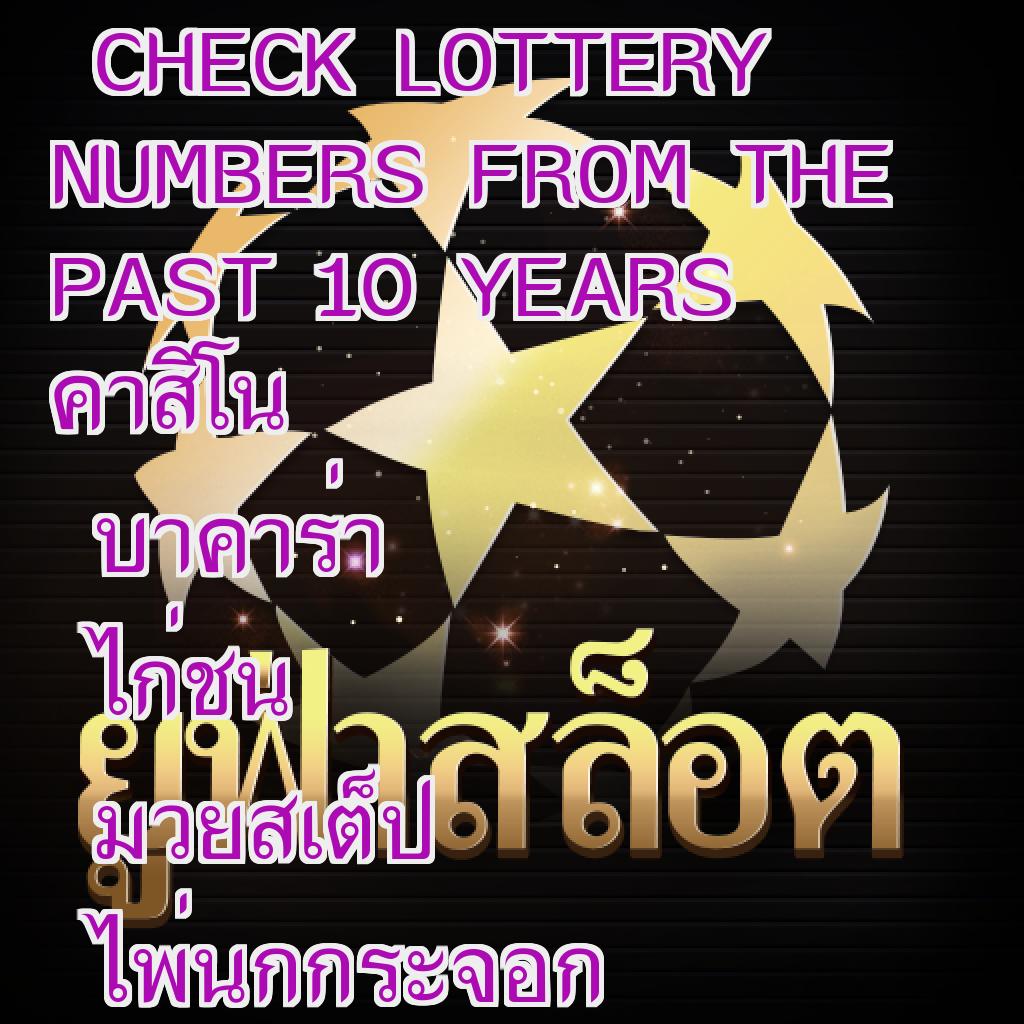 CHECK LOTTERY
NUMBERS FROM THE
PAST 10 YEARS
คาสิโน
บาคาร่า
ไก่ชน
ยูฟ่าสล็อต
มวยสเต็ป
ไพ่นกกระจอก